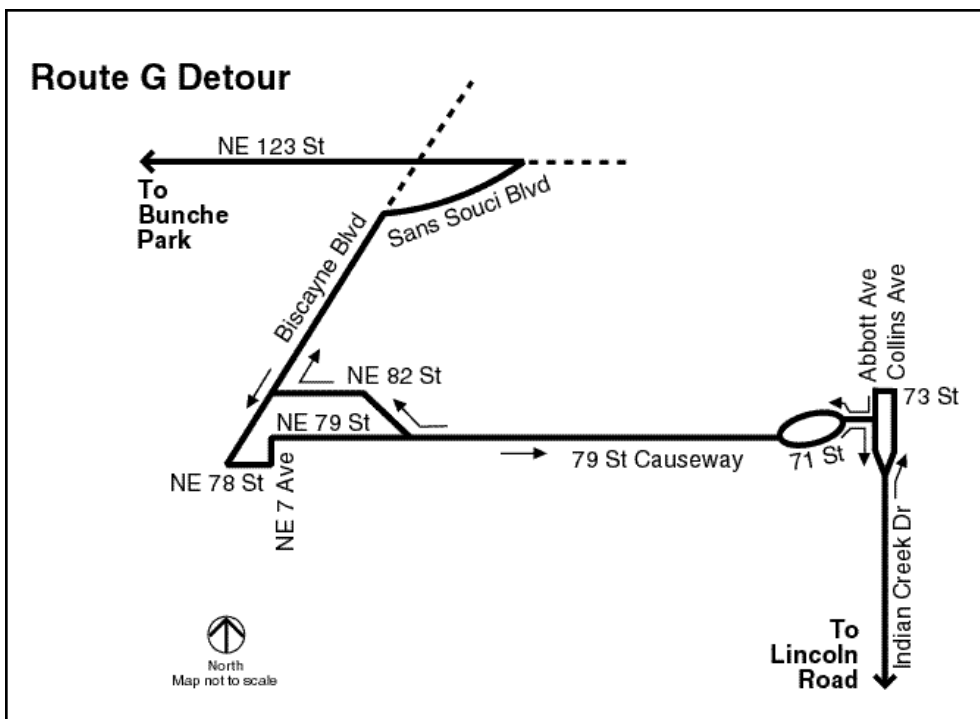 Route G Detour
NE 123 St
To
Bunche
Park
Sans Souci Blvd
Biscayne Blvd
Abbott Ave
Collins Ave
NE 82 St
73 St
NE 79 St
71 St
79 St Causeway
NE 78 St
NE 7 Ave
Indian Creek Dr
To
Lincoln
Road
North
Map not to scale